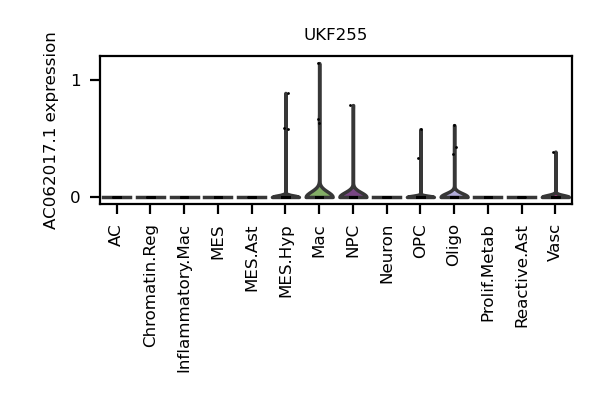 UKF255
AC062017.1 expression
1
0
AC
Chromatin.Reg
Inflammatory.Mac
MES
MES.Ast
MES.Hyp
Mac
NPC
Neuron
OPC
Oligo
Prolif.Metab
Reactive.Ast
Vasc